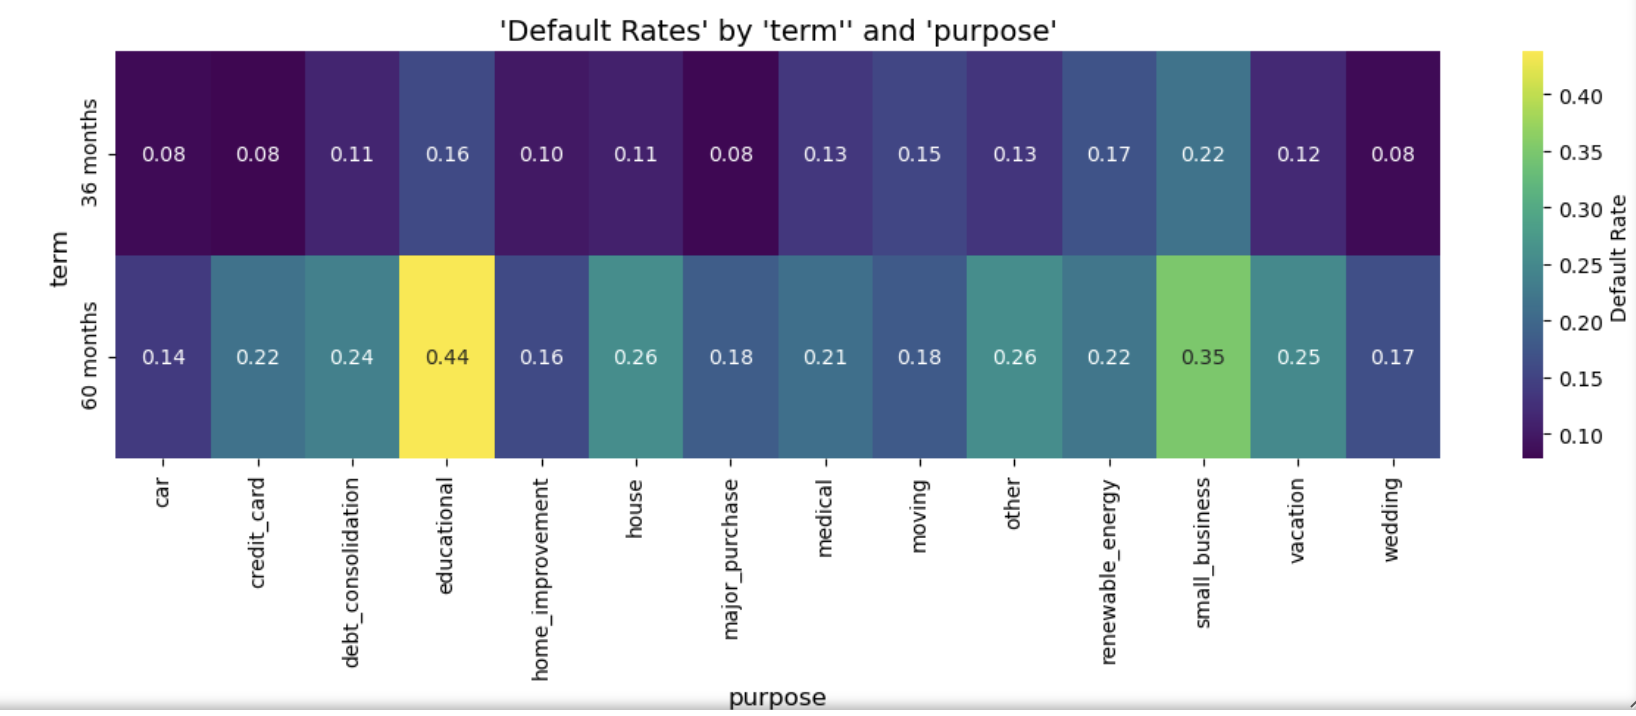 'Default Rates' by 'term'' and 'purpose'
term
36 months
0.08 0.08 0.11 0.16 0.10 0.11 0.08 0.13 0.15 0.13 0.17 0.22 0.12 0.08
60 months
0.14 0.22 0.24 0.44 0.16 0.26 0.18 0.21 0.18 0.26 0.22 0.35 0.25 0.17
car
credit_card
debt_consolidation
educational
home_improvement
house
major_purchase
medical
moving
other
renewable_energy
small_business
vacation
wedding
purpose
0.40
0.35
0.30
0.25
0.20
0.15
0.10
Default Rate